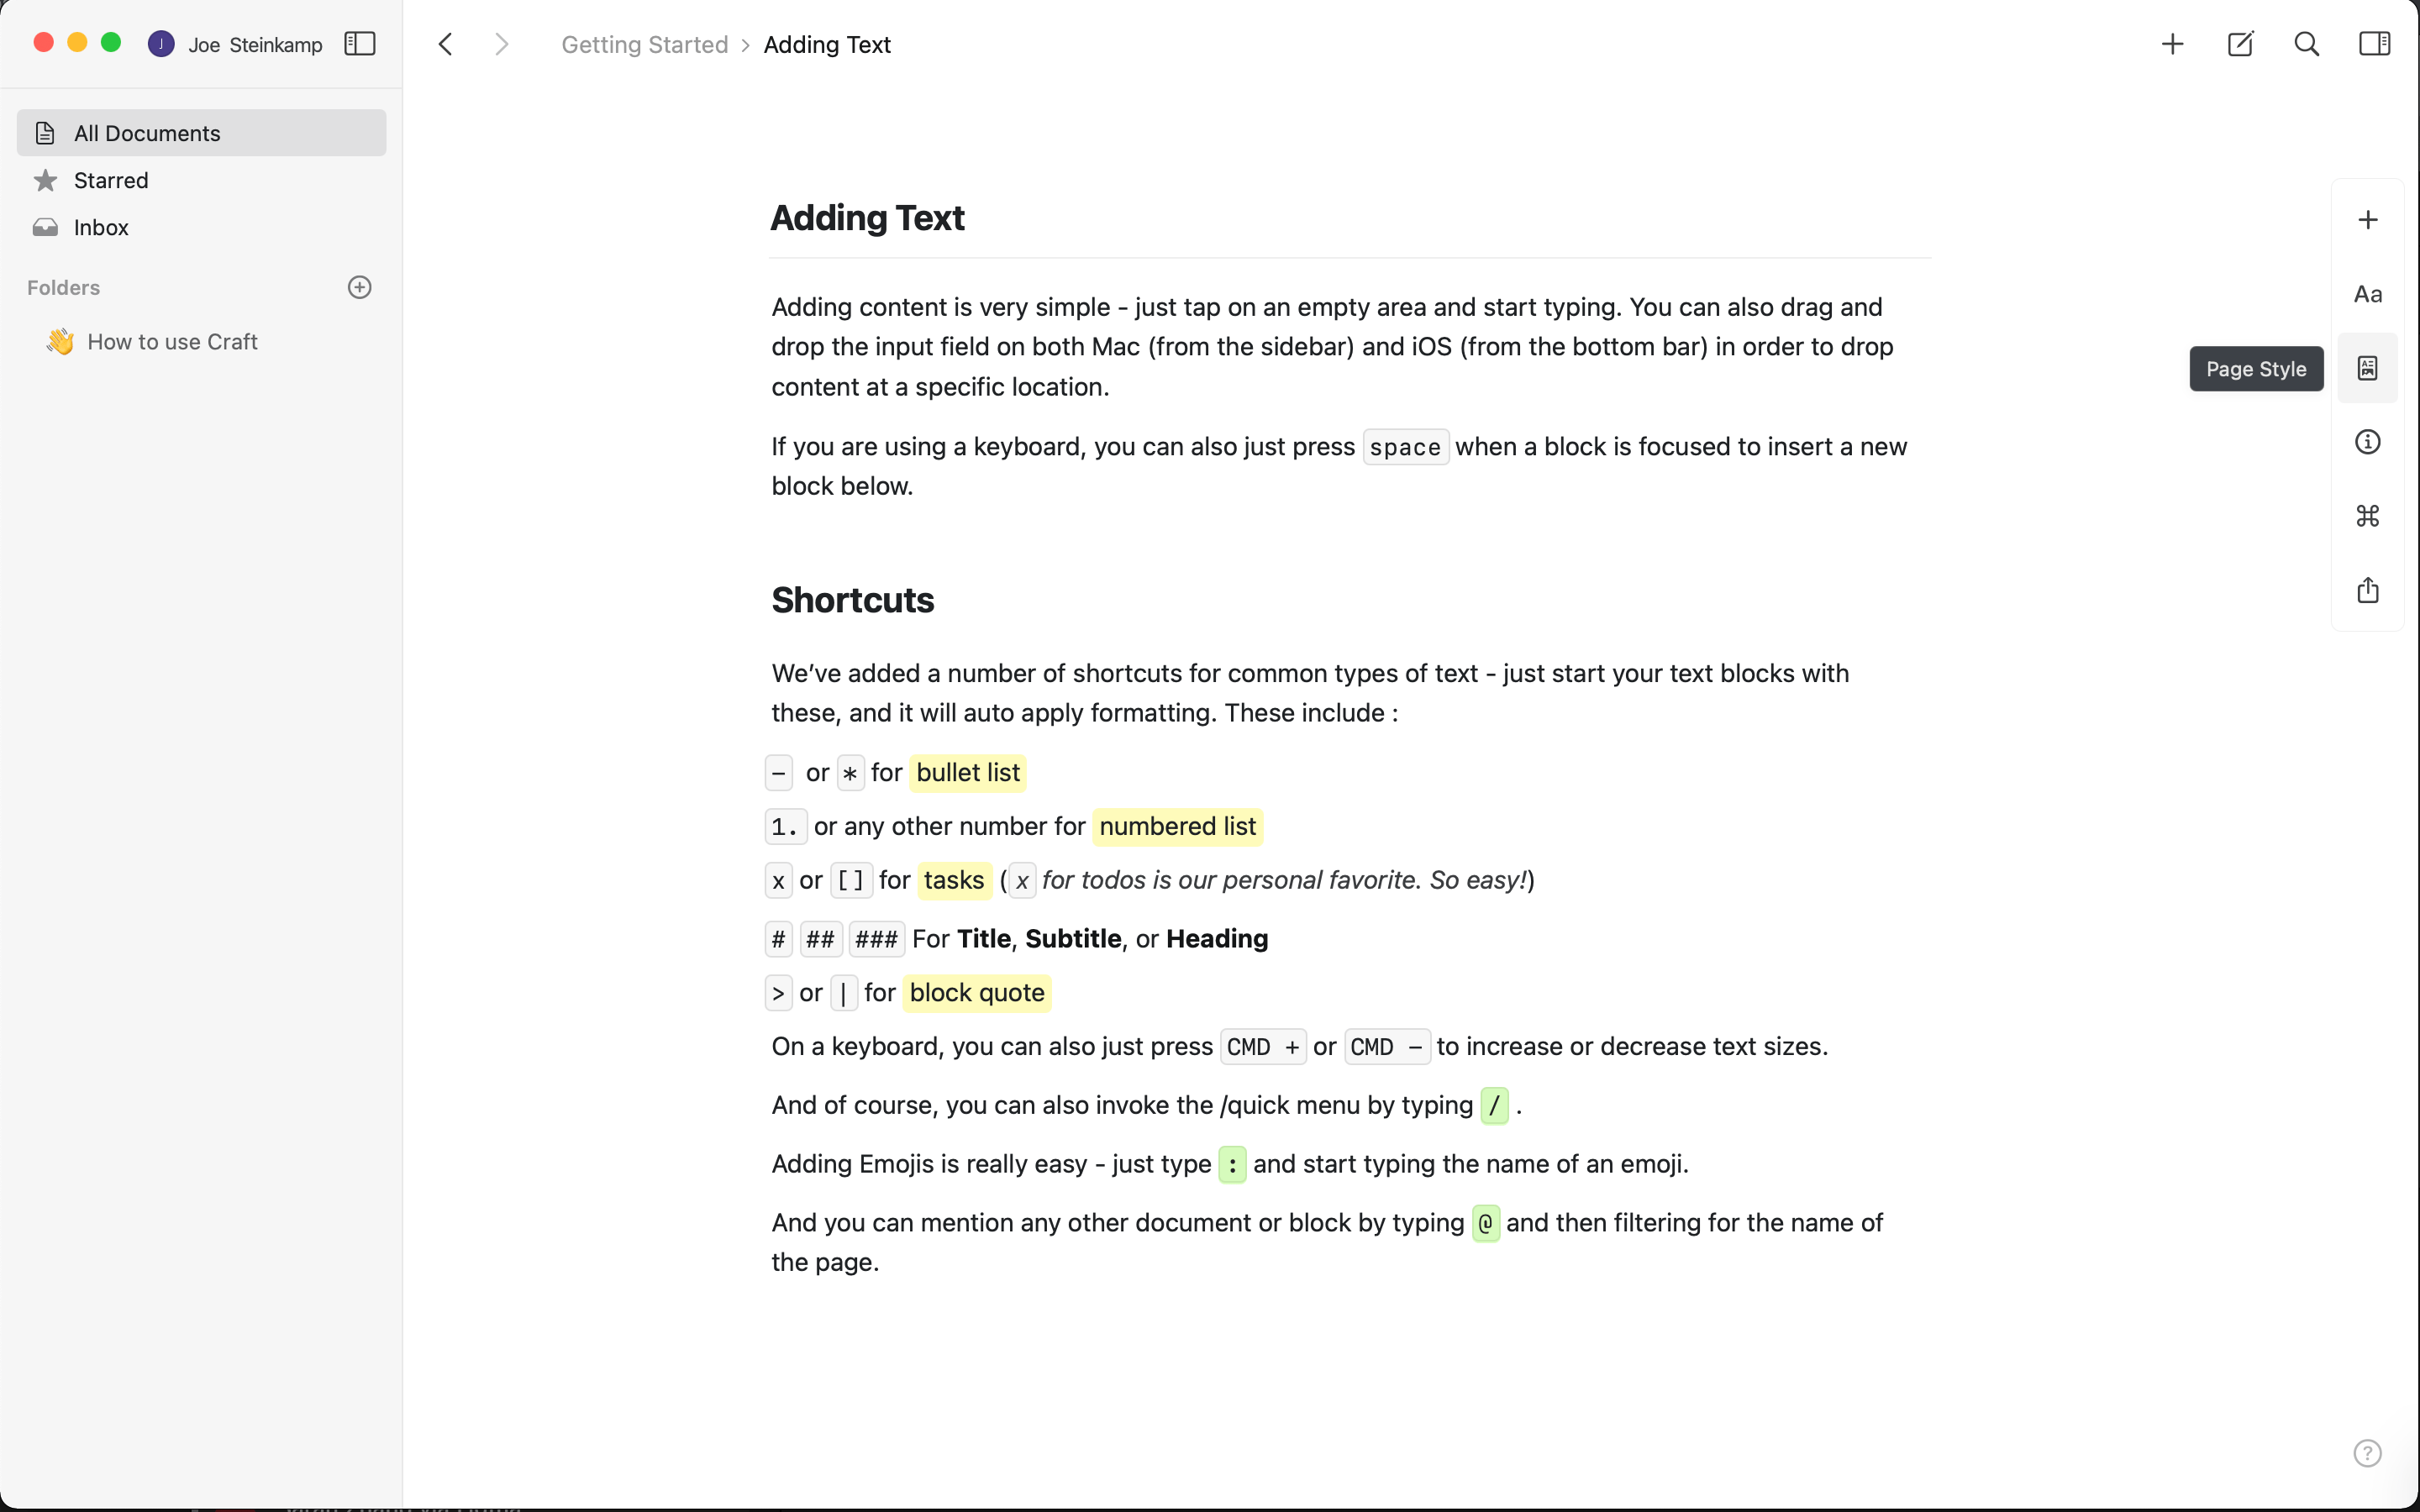 J Joe Steinkamp
Getting Started > Adding Text
All Documents
Starred
Inbox
Folders
👋 How to use Craft
Adding Text
Adding content is very simple - just tap on an empty area and start typing. You can also drag and
drop the input field on both Mac (from the sidebar) and iOS (from the bottom bar) in order to drop
content at a specific location.
If you are using a keyboard, you can also just press space when a block is focused to insert a new
block below.
Shortcuts
We’ve added a number of shortcuts for common types of text - just start your text blocks with
these, and it will auto apply formatting. These include :
– or * for bullet list
1. or any other number for numbered list
x or [] for tasks (x for todos is our personal favorite. So easy!)
# ## ### For Title, Subtitle, or Heading
> or | for block quote
On a keyboard, you can also just press CMD + or CMD – to increase or decrease text sizes.
And of course, you can also invoke the /quick menu by typing / .
Adding Emojis is really easy - just type : and start typing the name of an emoji.
And you can mention any other document or block by typing @ and then filtering for the name of
the page.
Aa
Page Style
?